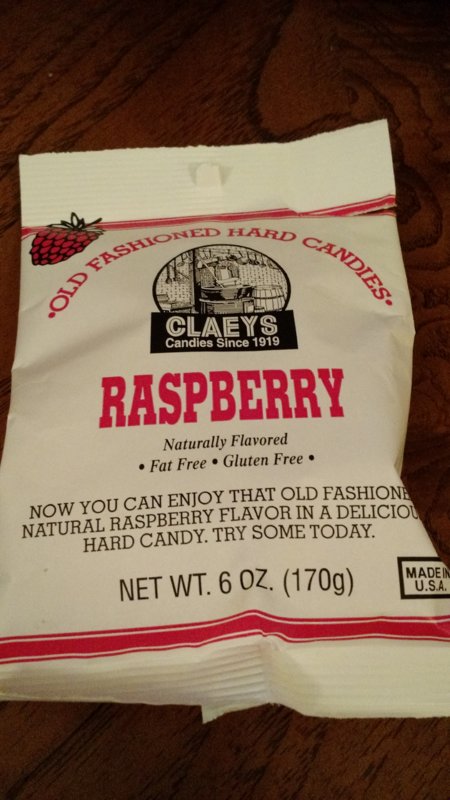 •OLD FASHIONED HARD CANDIES•
CLAEYS
Candies Since 1919
RASPBERRY
Naturally Flavored
• Fat Free • Gluten Free •
NOW YOU CAN ENJOY THAT OLD FASHIONE
NATURAL RASPBERRY FLAVOR IN A DELICIOU
HARD CANDY. TRY SOME TODAY.
NET WT. 6 OZ. (170g)
MADE IN
U.S.A.